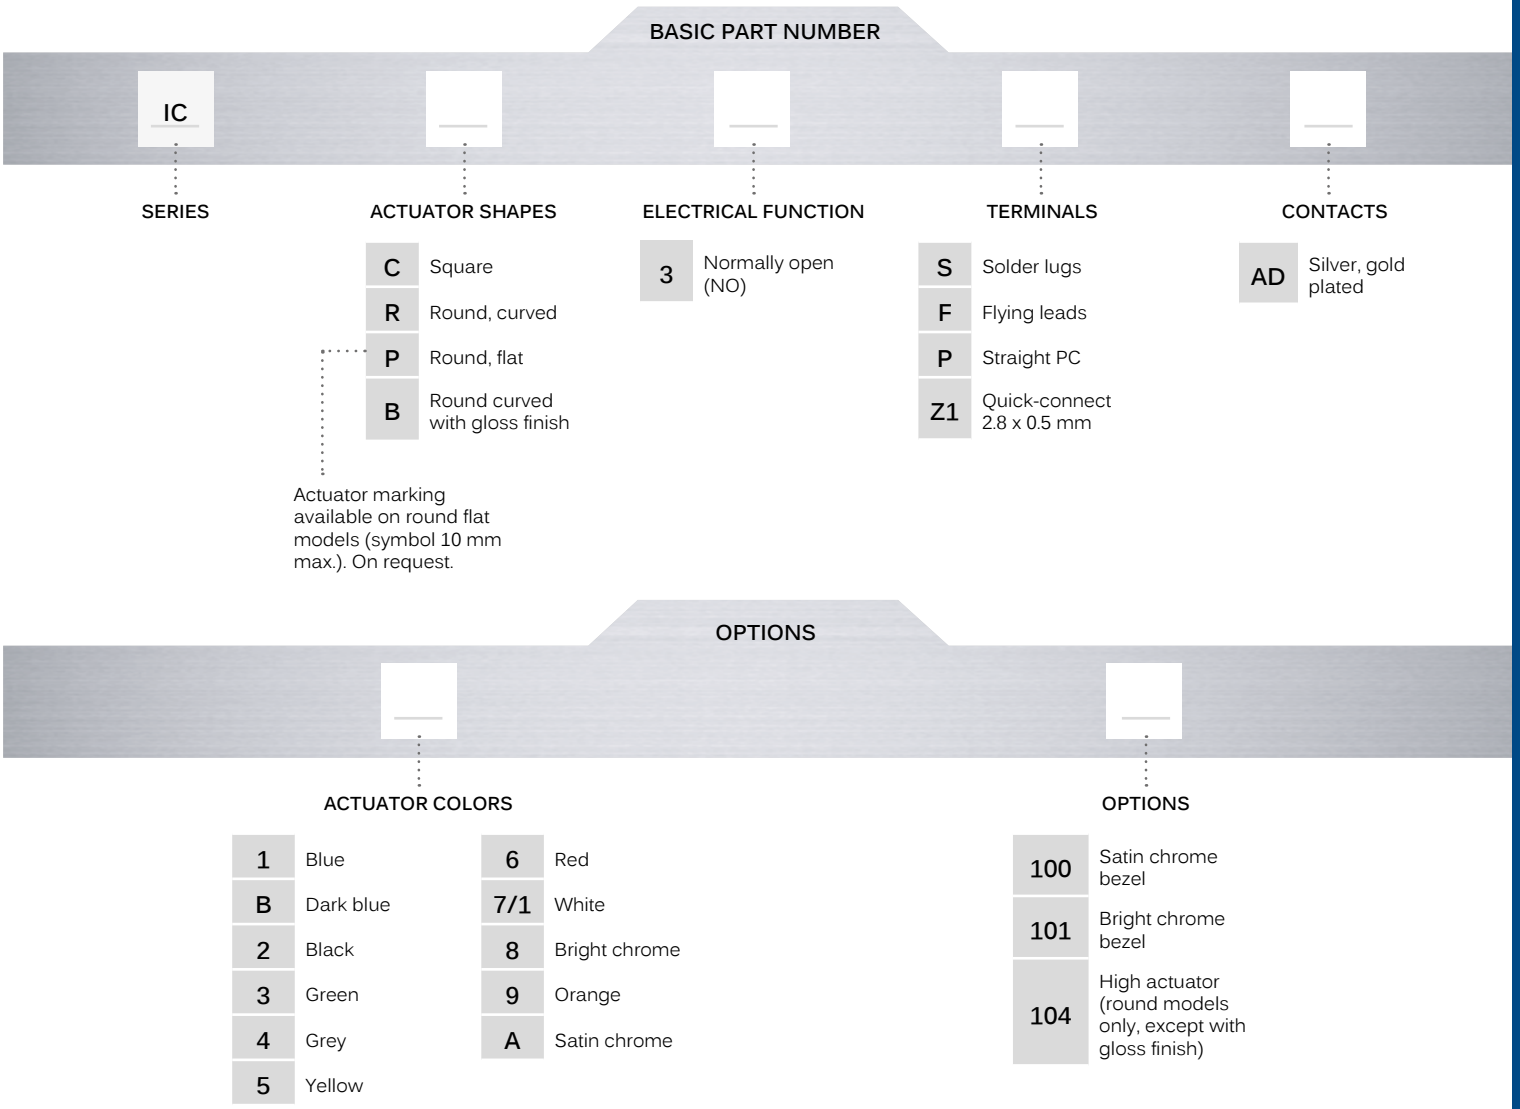 BASIC PART NUMBER
IC
SERIES
ACTUATOR SHAPES
C Square
R Round, curved
P Round, flat
B Round curved
with gloss finish
Actuator marking
available on round flat
models (symbol 10 mm
max.). On request.
ELECTRICAL FUNCTION
3 Normally open
(NO)
TERMINALS
S Solder lugs
F Flying leads
P Straight PC
Z1 Quick-connect
2.8 x 0.5 mm
CONTACTS
AD Silver, gold
plated
OPTIONS
ACTUATOR COLORS
1 Blue
B Dark blue
2 Black
3 Green
4 Grey
5 Yellow
6 Red
7/1 White
8 Bright chrome
9 Orange
A Satin chrome
OPTIONS
100 Satin chrome
bezel
101 Bright chrome
bezel
104 High actuator
(round models
only, except with
gloss finish)